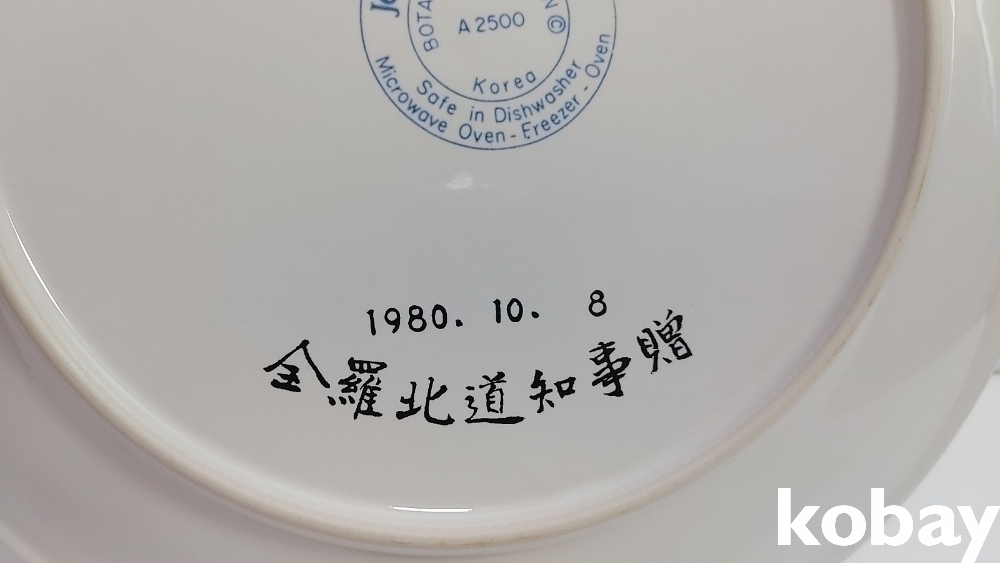 A 2500
Korea
Safe in Dishwasher
Microwave Oven - Freezer - Oven
1980. 10. 8
全羅北道知事贈
kobay